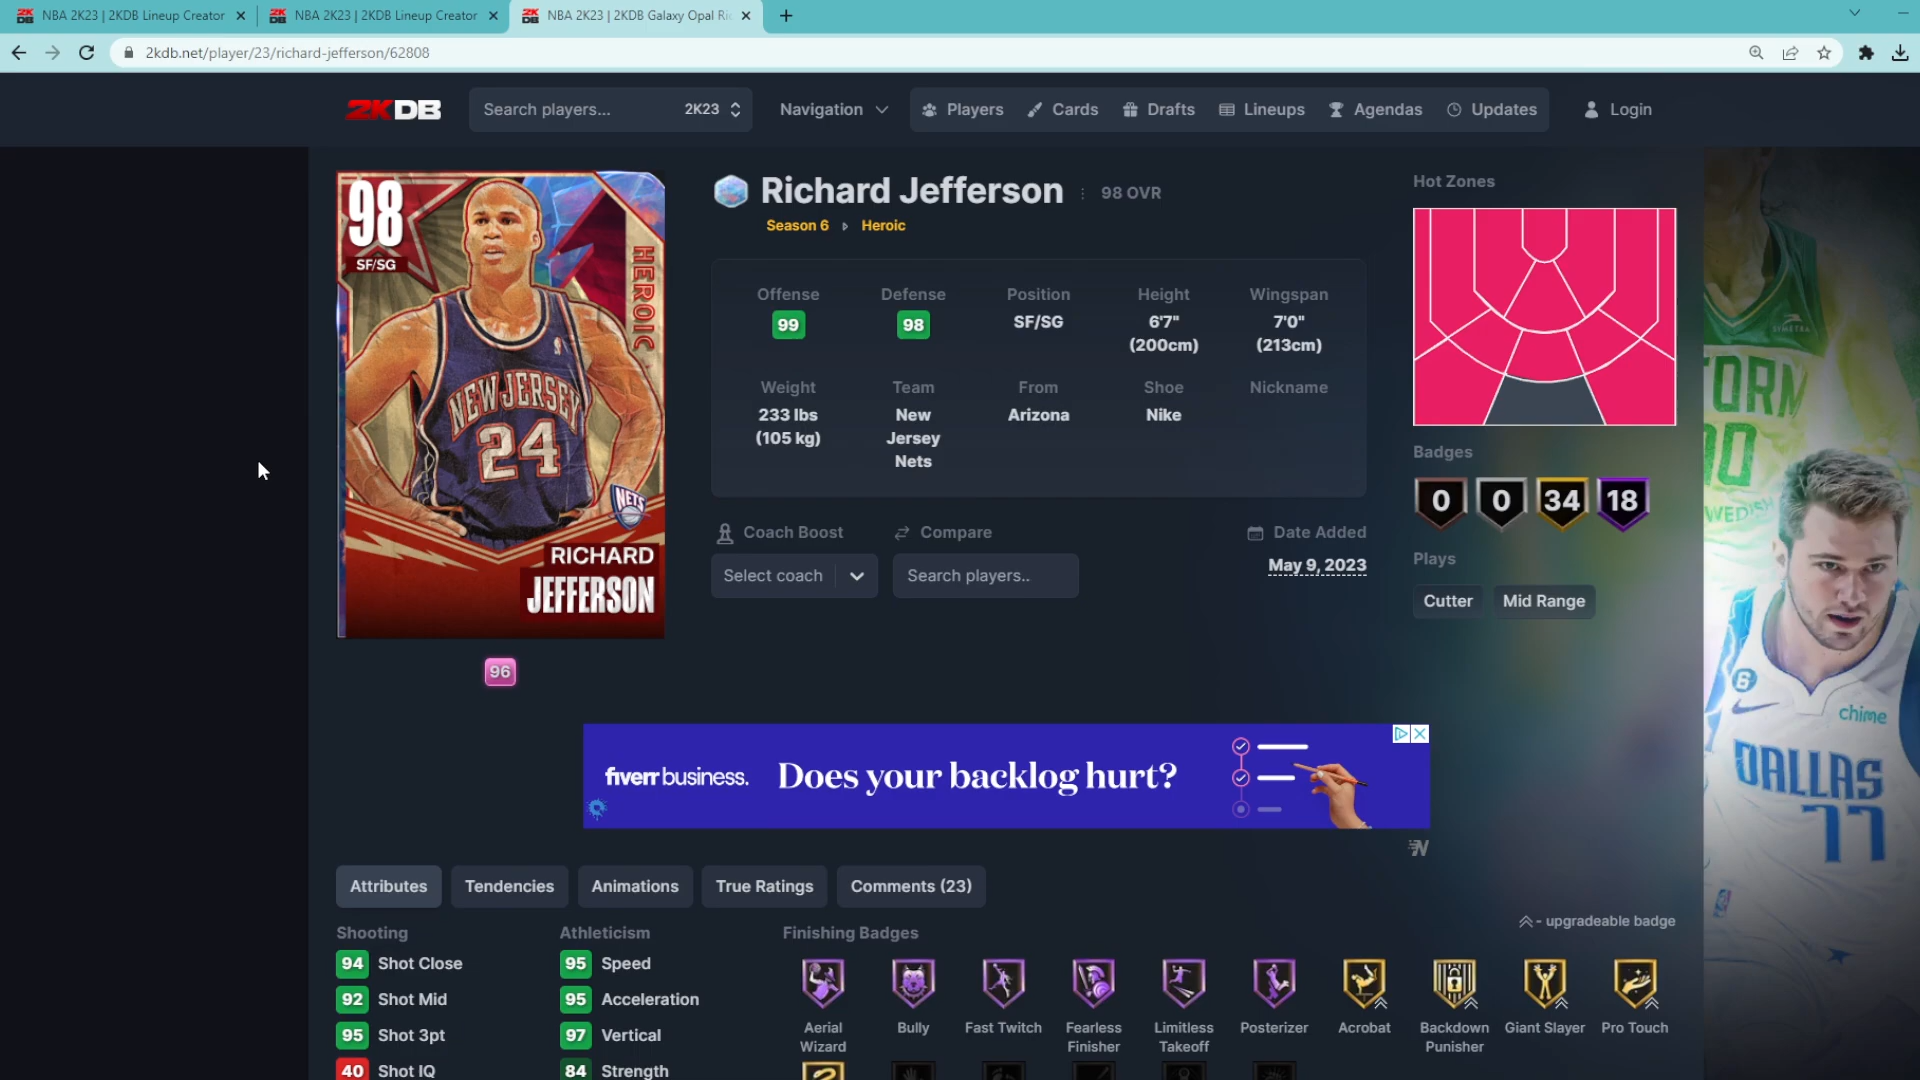 NBA 2K23 | 2KDB Lineup Creator
NBA 2K23 | 2KDB Lineup Creator
NBA 2K23 | 2KDB Galaxy Opal Ri
2kdb.net/player/23/richard-jefferson/62808
2KDB
Search players...
2K23
Navigation
Players
Cards
Drafts
Lineups
Agendas
Updates
Login
98
SF/SG
HEROIC
NEW JERSEY
24
NETS
RICHARD
JEFFERSON
96
Richard Jefferson
98 OVR
Season 6
Heroic
Offense
Defense
Position
Height
Wingspan
99
98
SF/SG
6'7"
(200cm)
7'0"
(213cm)
Weight
Team
From
Shoe
Nickname
233 lbs
(105 kg)
New
Jersey
Nets
Arizona
Nike
Coach Boost
Compare
Date Added
Select coach
Search players..
May 9, 2023
Hot Zones
Badges
0
0
34
18
Plays
Cutter
Mid Range
6
chime
DALLAS
77
fiverr business.
Does your backlog hurt?
Attributes
Tendencies
Animations
True Ratings
Comments (23)
- upgradeable badge
Shooting
94 Shot Close
92 Shot Mid
95 Shot 3pt
40 Shot IQ
Athleticism
95 Speed
95 Acceleration
97 Vertical
84 Strength
Finishing Badges
Aerial
Wizard
Bully
Fast Twitch
Fearless
Finisher
Limitless
Takeoff
Posterizer
Acrobat
Backdown
Punisher
Giant Slayer
Pro Touch